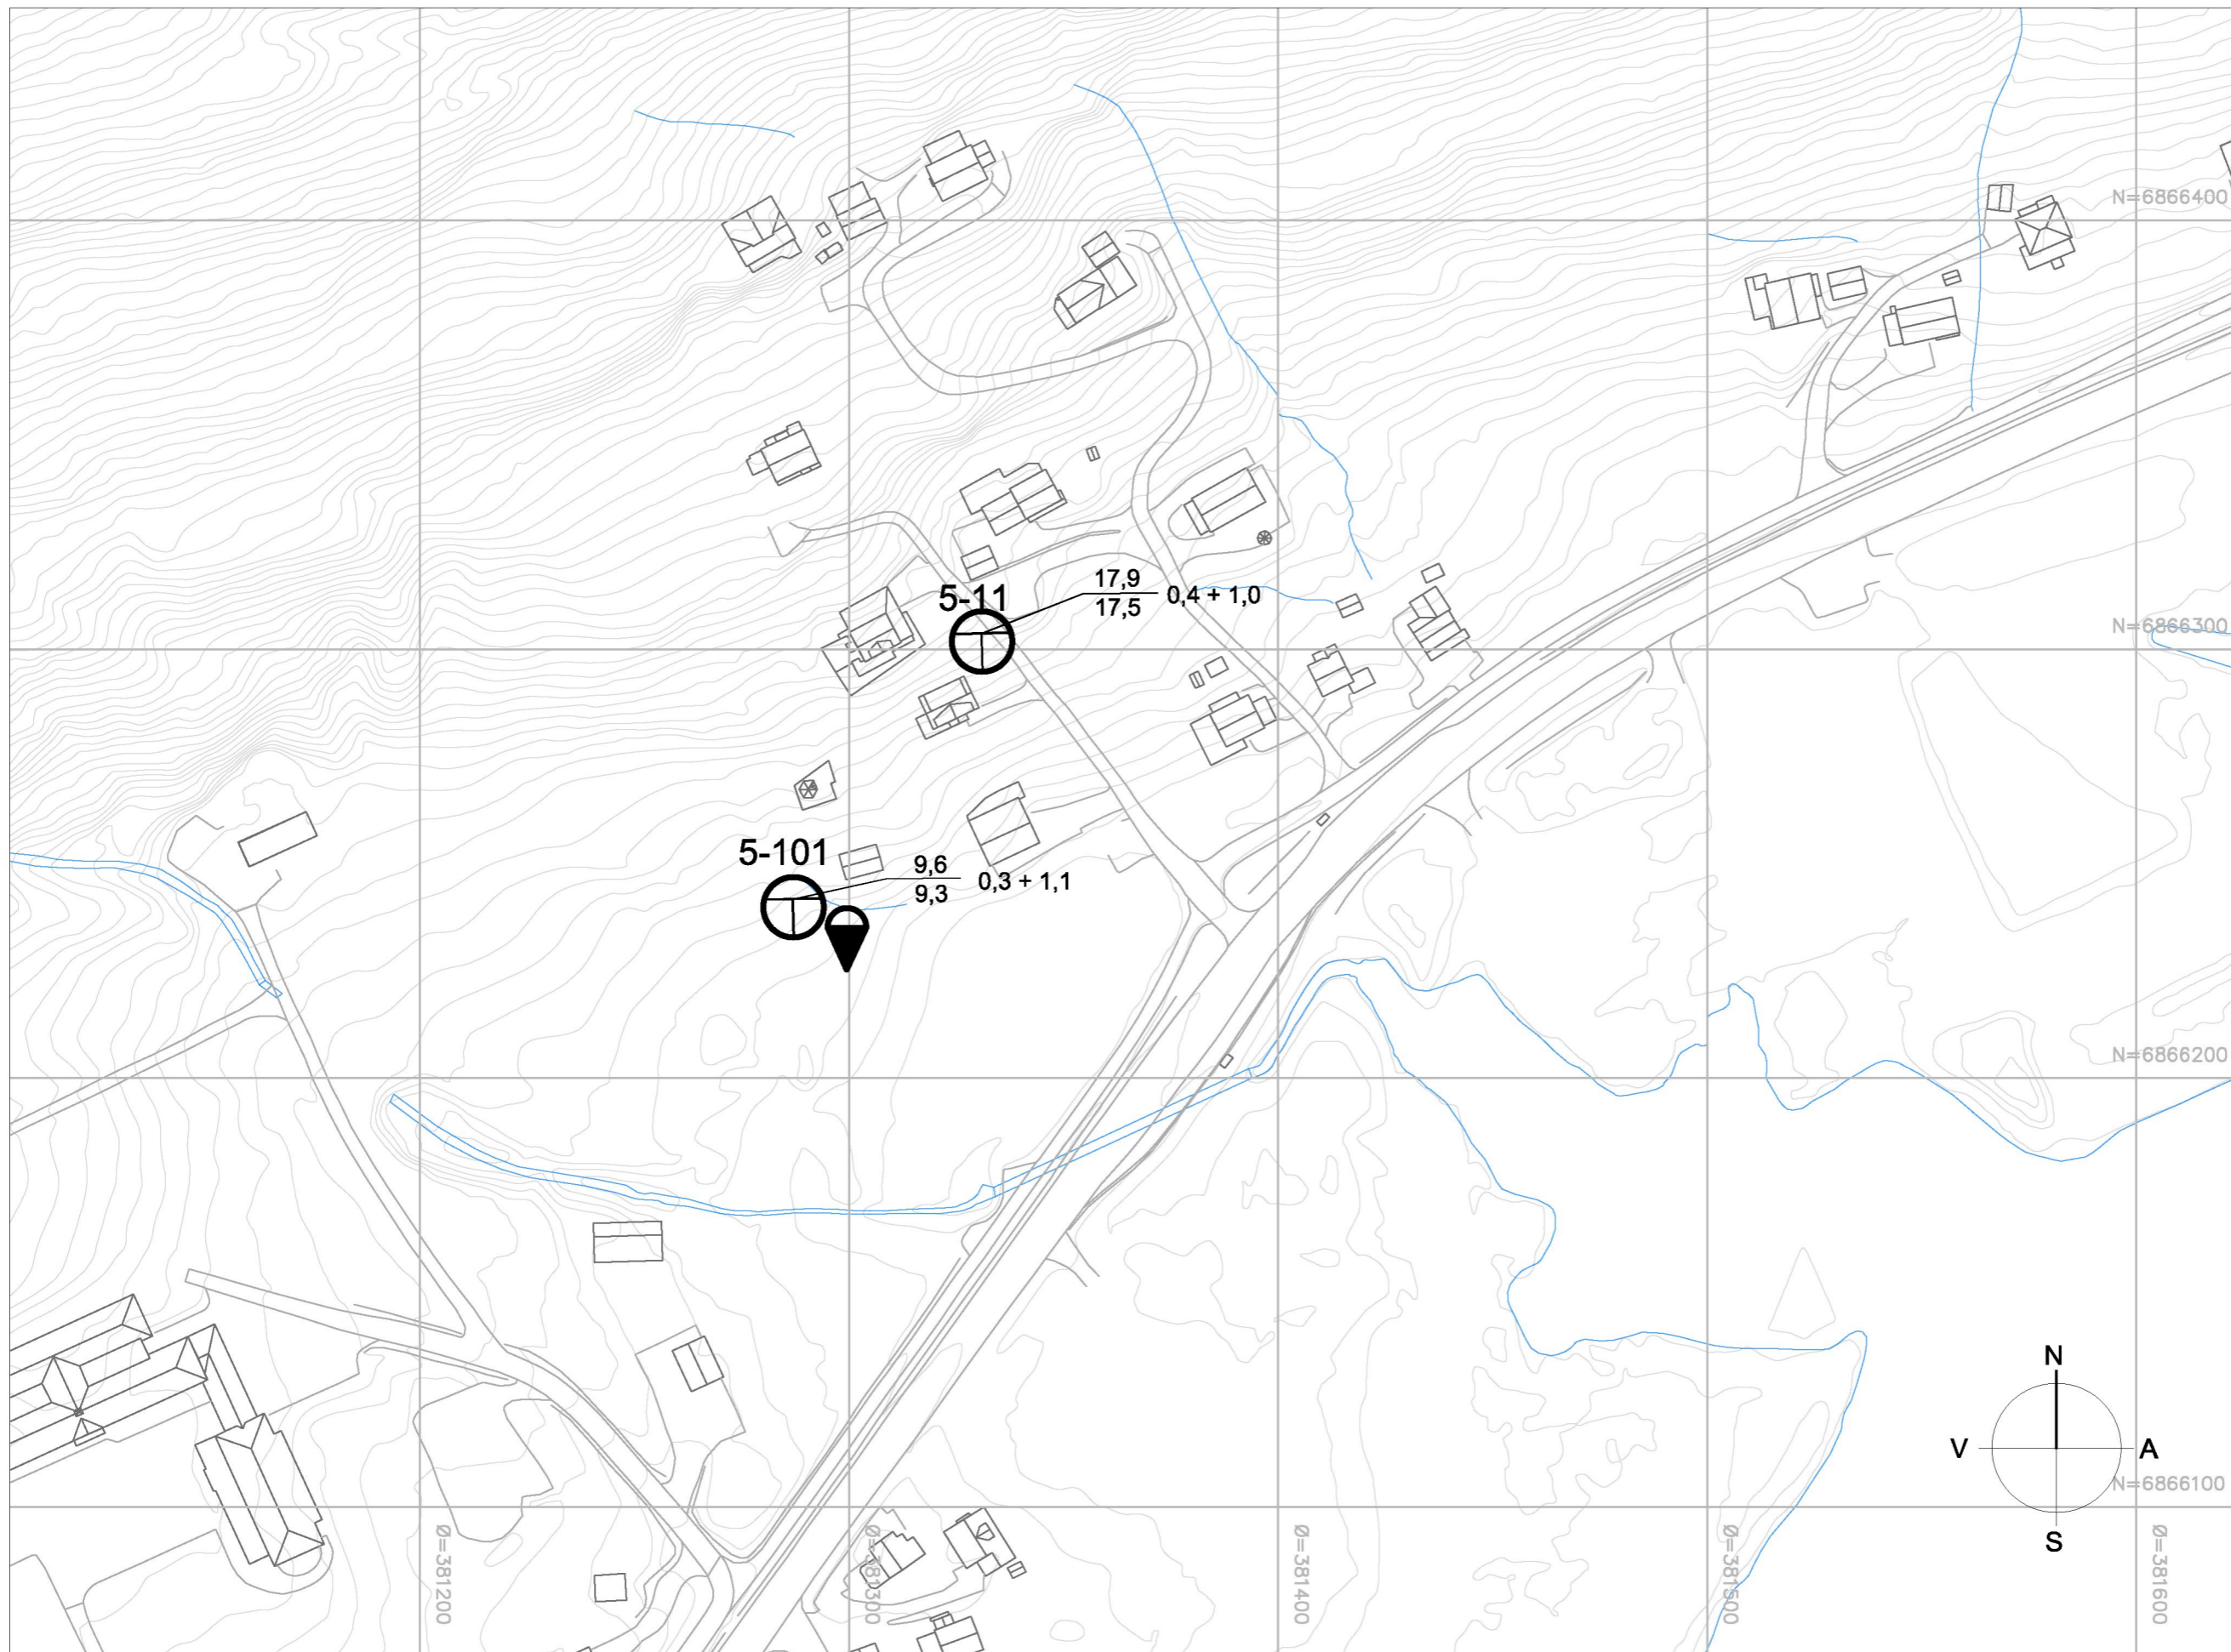 N=6866400
5-11
17,9
17,5
0,4 + 1,0
N=6866300
5-101
9,6
9,3
0,3 + 1,1
N=6866200
N
V
A
S
N=6866100
Ø=381200
Ø=381300
Ø=381400
Ø=381500
Ø=381600